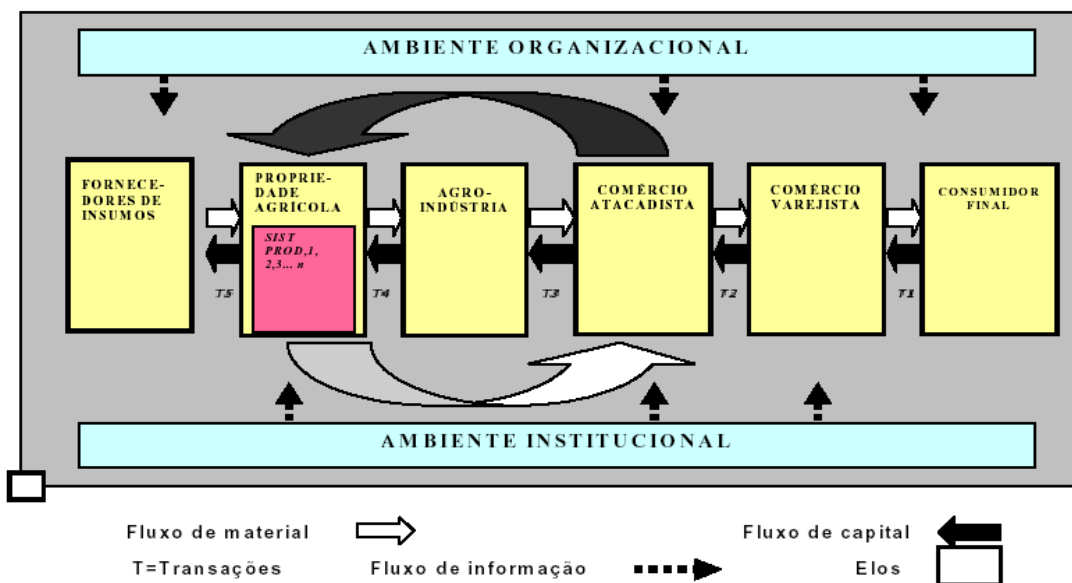 AMBIENTE ORGANIZACIONAL
FORNECE-
DORES DE
INSUMOS
PROPRIE-
DADE
AGRÍCOLA
SIST
PROD,1,
2,3... n
AGRO-
INDÚSTRIA
COMÉRCIO
ATACADISTA
COMÉRCIO
VAREJISTA
CONSUMIDOR
FINAL
T5
T4
T3
T2
T1
AMBIENTE INSTITUCIONAL
Fluxo de material
Fluxo de capital
T=Transações
Fluxo de informação
Elos